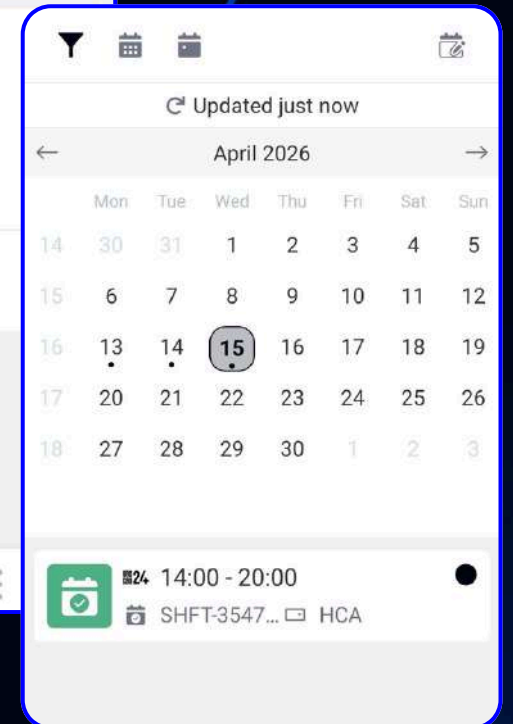 Updated just now
April 2026
Mon Tue Wed Thu Fri Sat Sun
14 30 31 1 2 3 4 5
15 6 7 8 9 10 11 12
16 13 14 15 16 17 18 19
17 20 21 22 23 24 25 26
18 27 28 29 30 1 2 3
24 14:00 - 20:00
SHFT-3547... HCA